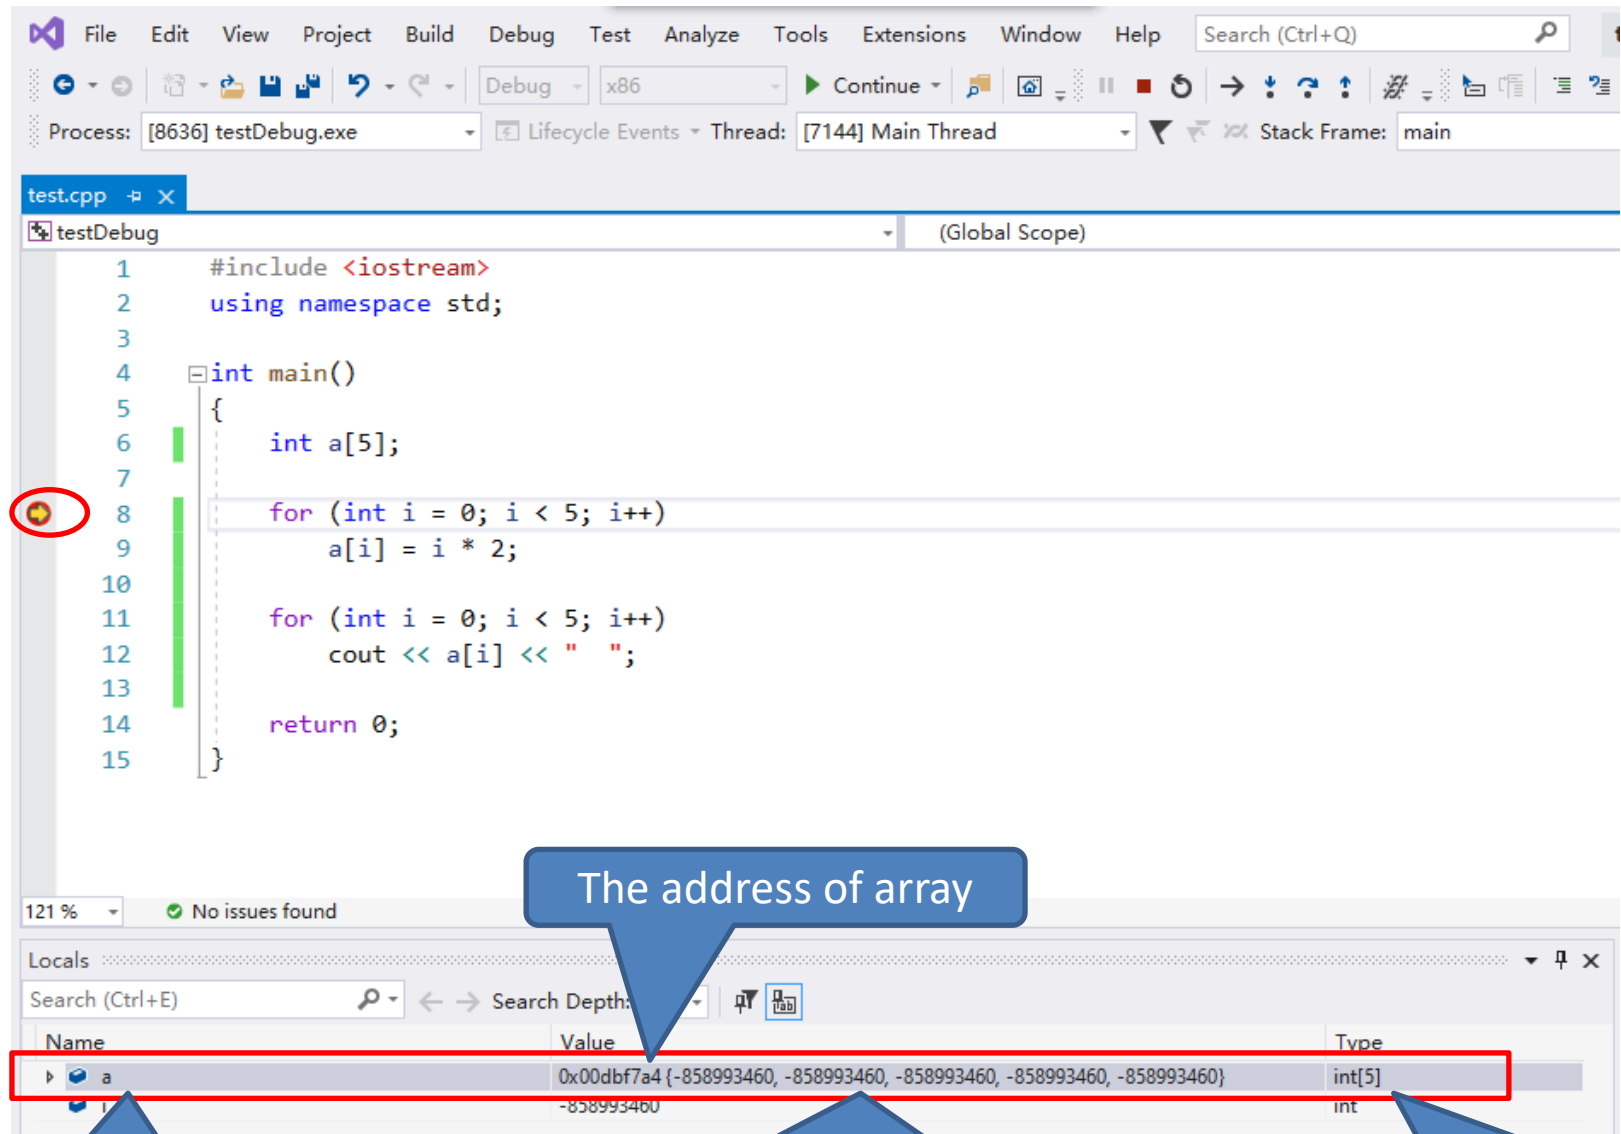 File Edit View Project Build Debug Test Analyze Tools Extensions Window Help Search (Ctrl+Q)
Debug x86 Continue
Process: [8636] testDebug.exe Lifecycle Events Thread: [7144] Main Thread Stack Frame: main
test.cpp
testDebug (Global Scope)
1 #include <iostream>
2 using namespace std;
3
4 int main()
5 {
6 int a[5];
7
8 for (int i = 0; i < 5; i++)
9 a[i] = i * 2;
10
11 for (int i = 0; i < 5; i++)
12 cout << a[i] << "  ";
13
14 return 0;
15 }
The address of array
121 % No issues found
Locals
Search (Ctrl+E) Search Depth:
Name Value Type
a 0x00dbf7a4 {-858993460, -858993460, -858993460, -858993460, -858993460} int[5]
i -858993460 int